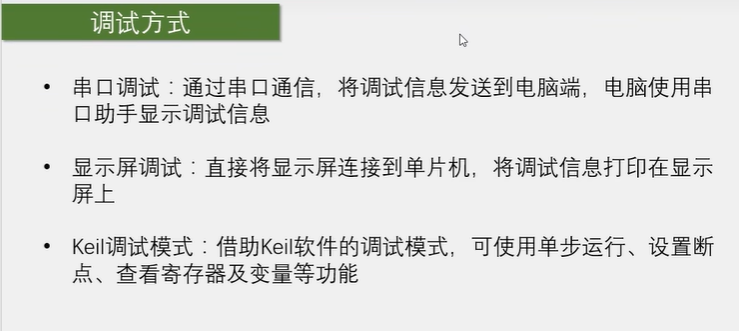 调试方式
• 串口调试：通过串口通信，将调试信息发送到电脑端，电脑使用串
口助手显示调试信息
• 显示屏调试：直接将显示屏连接到单片机，将调试信息打印在显示
屏上
• Keil调试模式：借助Keil软件的调试模式，可使用单步运行、设置断
点、查看寄存器及变量等功能